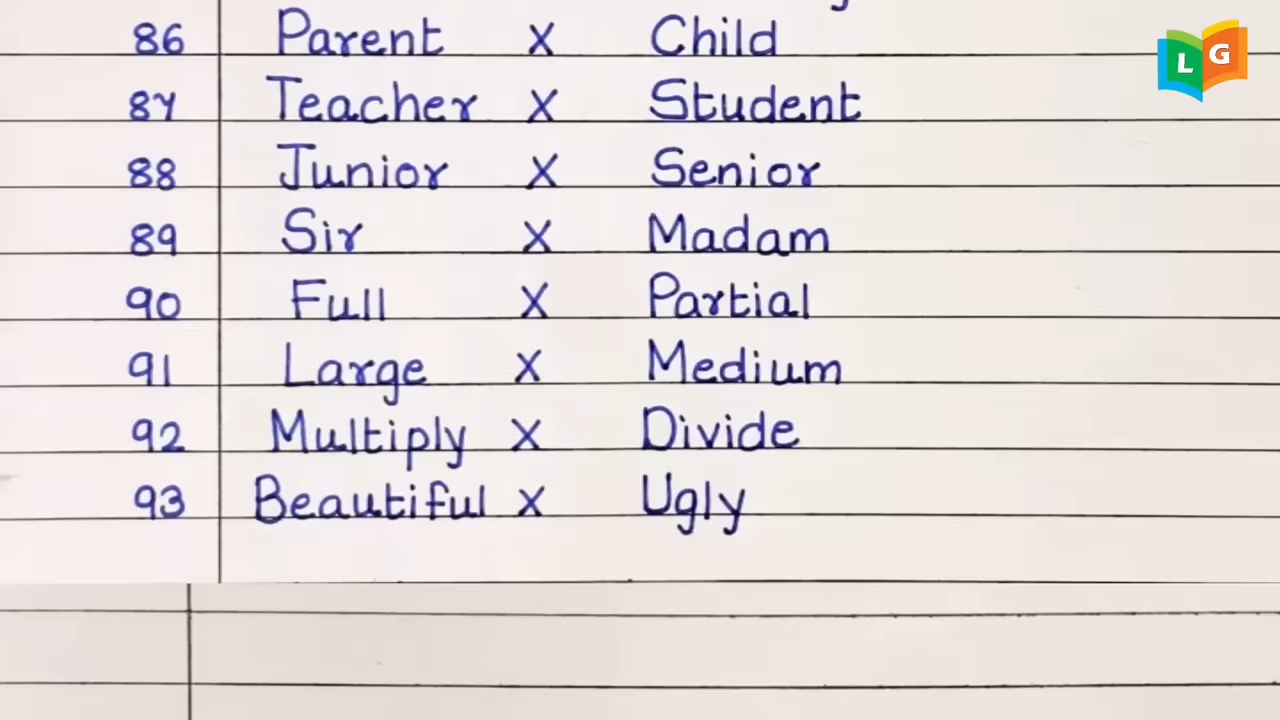 86 Parent X Child
87 Teacher X Student
88 Junior X Senior
89 Sir X Madam
90 Full X Partial
91 Large X Medium
92 Multiply X Divide
93 Beautiful X Ugly
L G